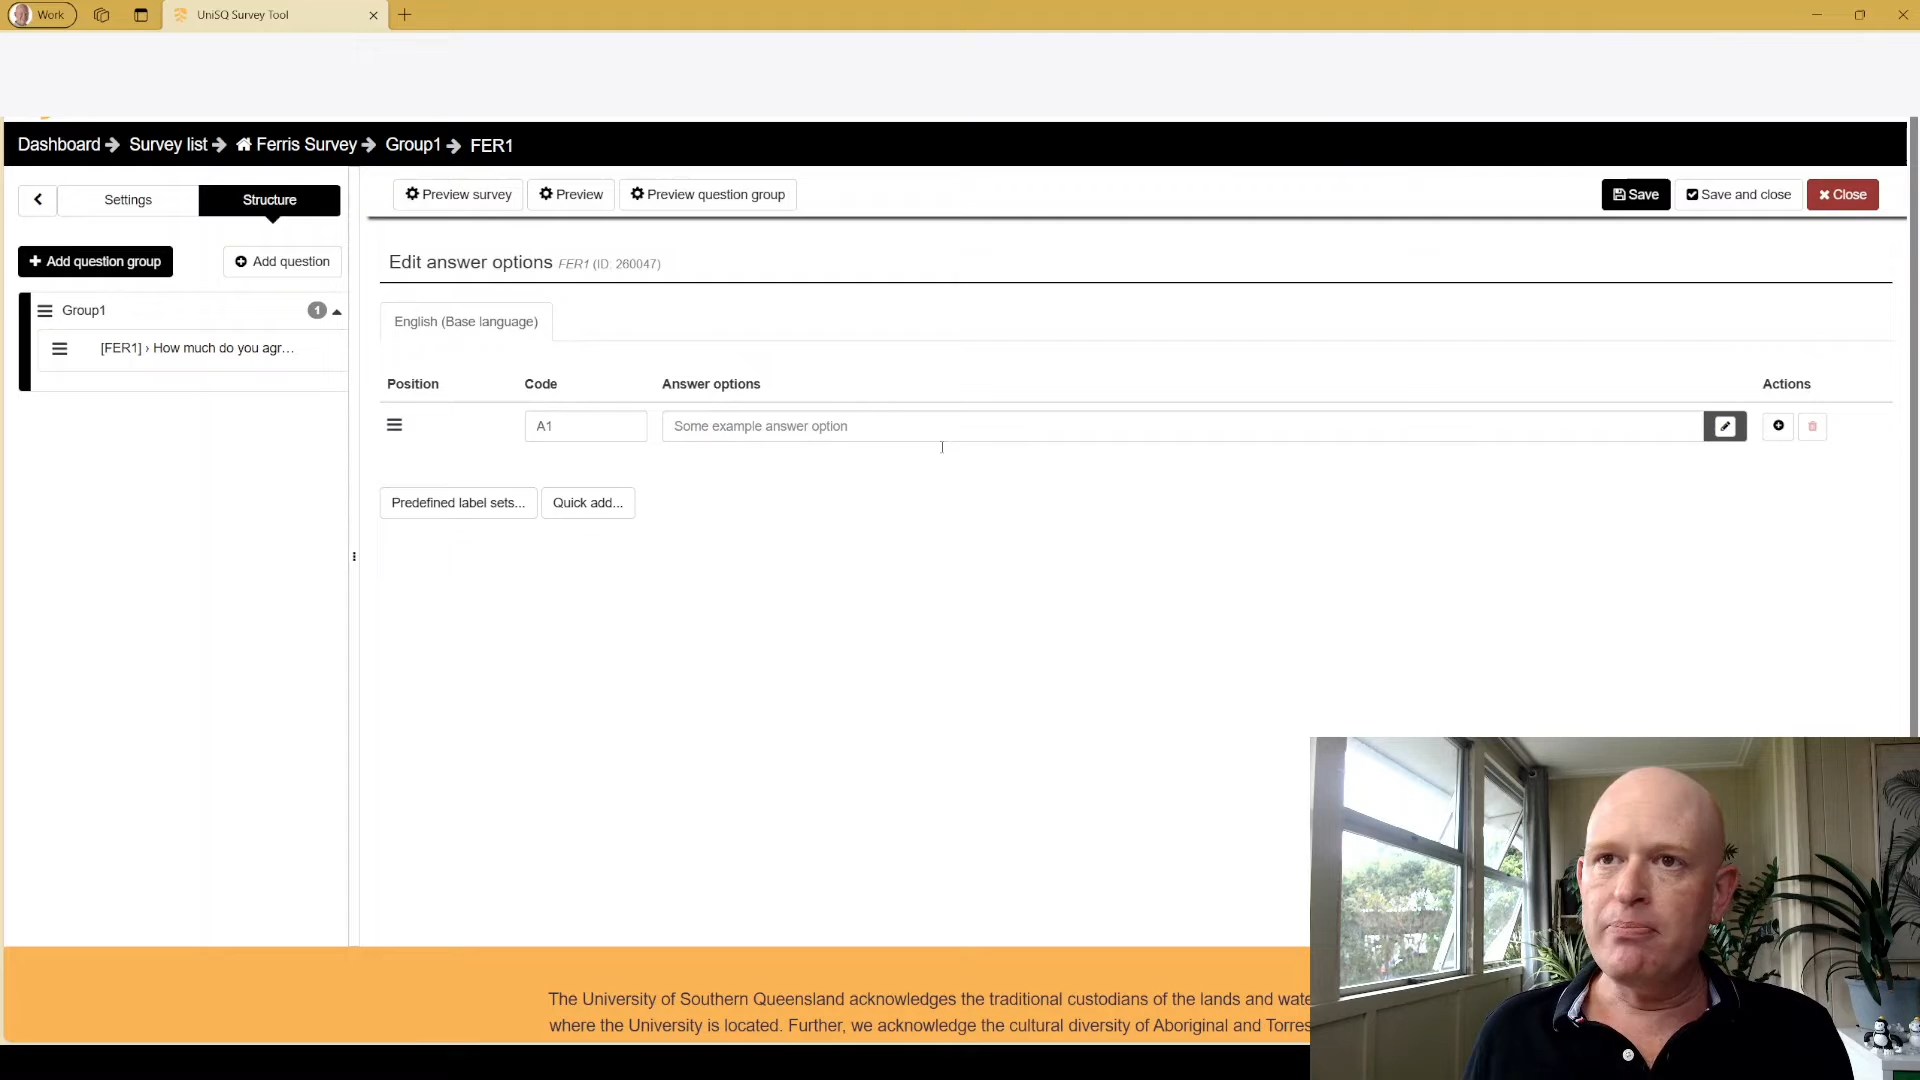 Work
UniSQ Survey Tool
Dashboard Survey list Ferris Survey Group1 FER1
Settings Structure
Preview survey Preview Preview question group
Save Save and close Close
Add question group Add question
Group1 1
[FER1] › How much do you agr...
Edit answer options FER1 (ID: 260047)
English (Base language)
Position Code Answer options Actions
A1 Some example answer option
Predefined label sets... Quick add...
The University of Southern Queensland acknowledges the traditional custodians of the lands and
where the University is located. Further, we acknowledge the cultural diversity of Aboriginal and Torres